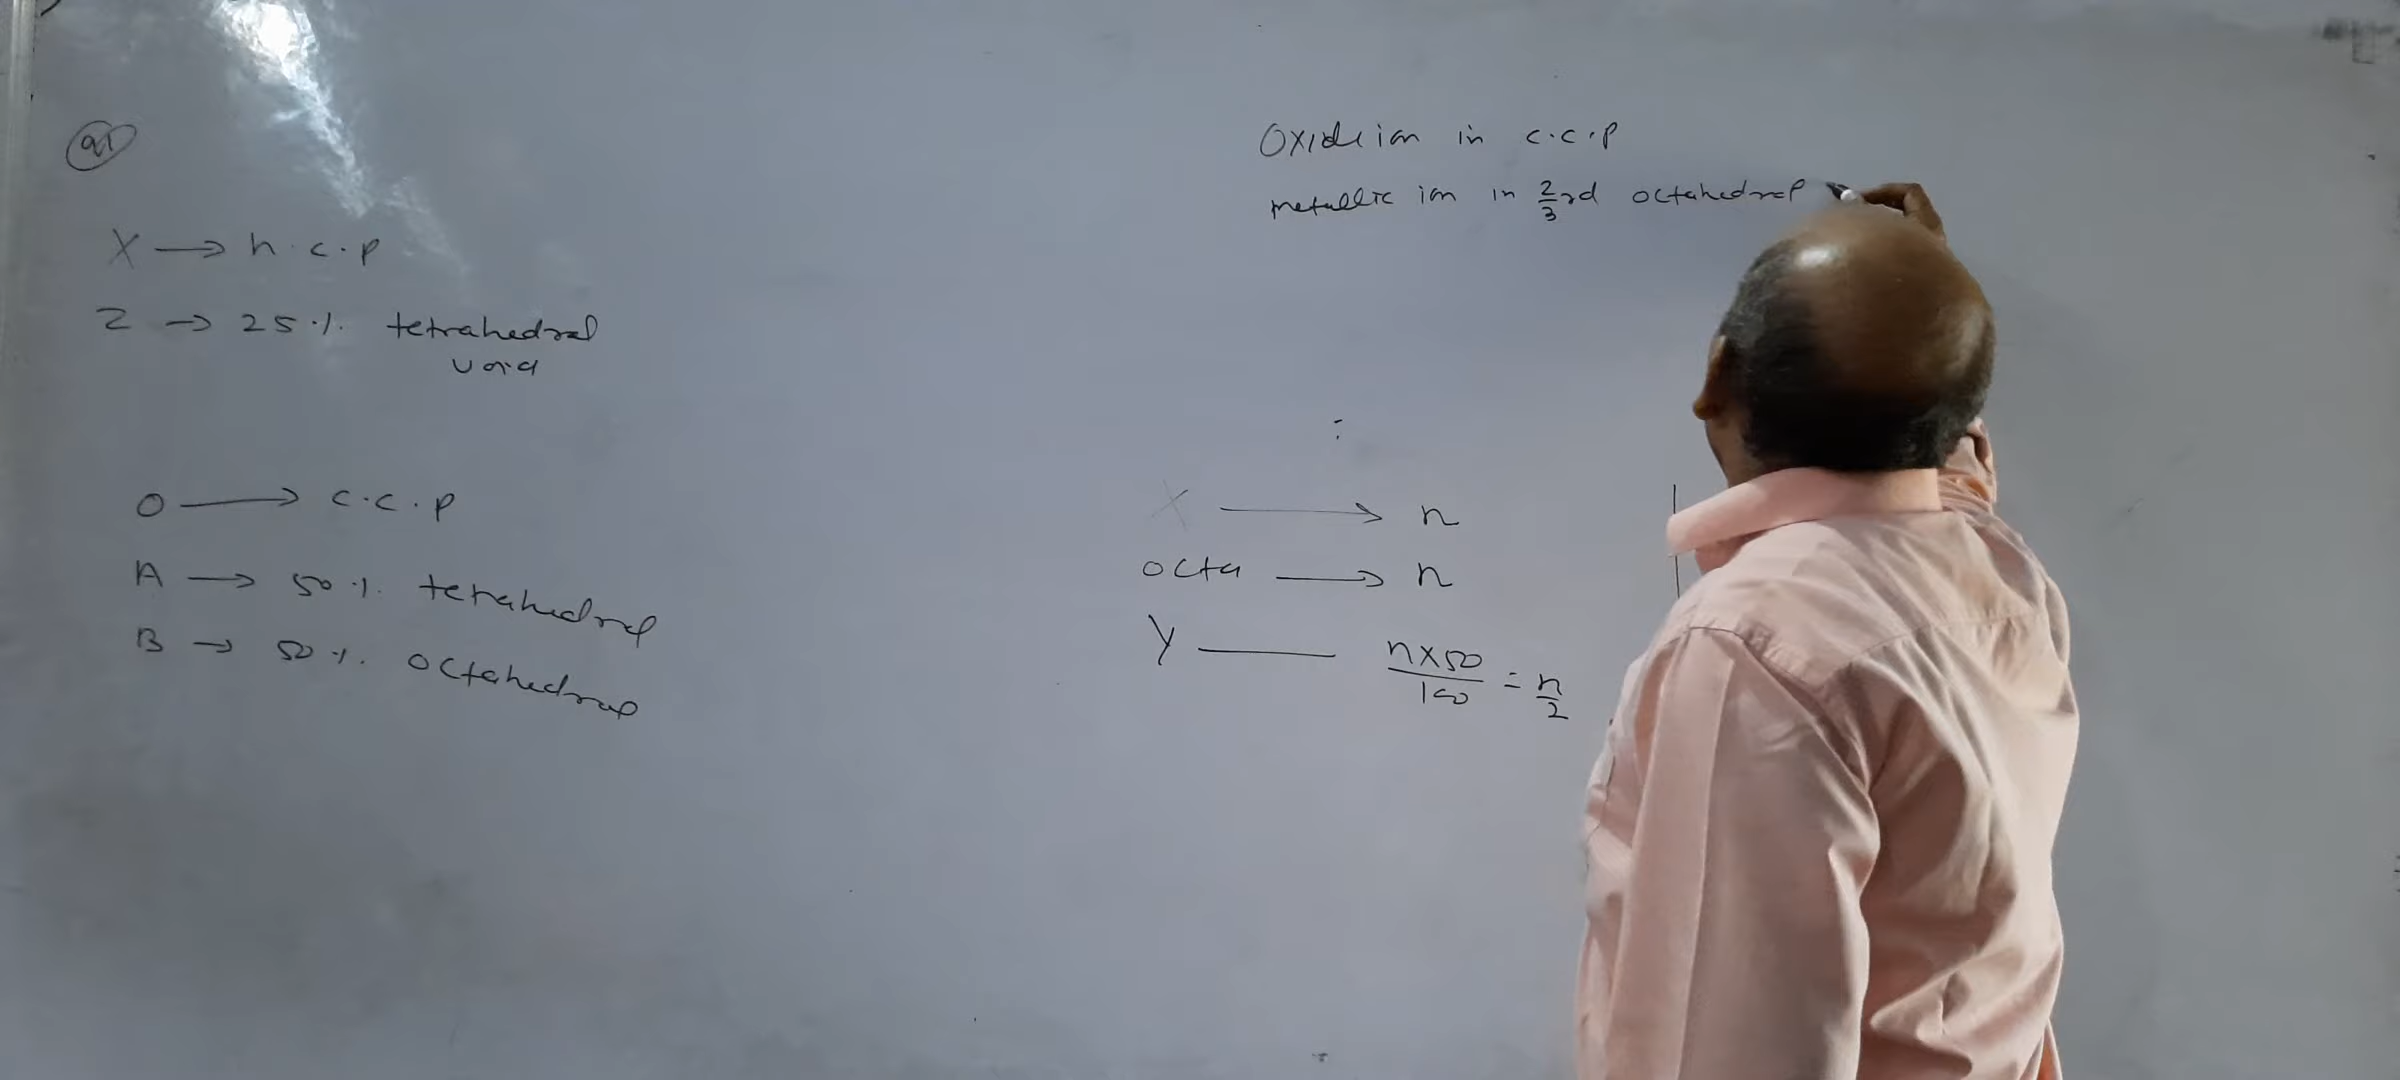 Q1
X → h.c.p
Z → 25 % tetrahedral
void
O → c.c.p
A → 50 % tetrahedral
B → 50 % octahedral
Oxide ion in c.c.p
metallic ion in 2/3rd octahedral
X → n
octa → n
Y — n×50/100 = n/2